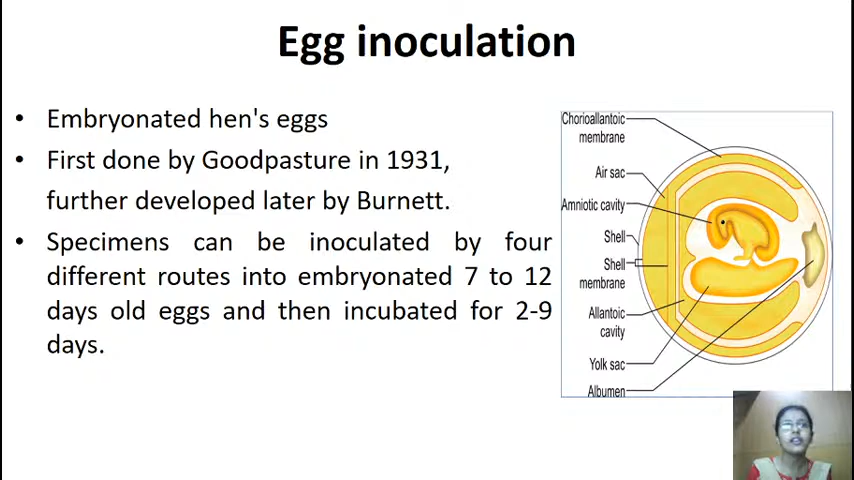 Egg inoculation
• Embryonated hen's eggs
• First done by Goodpasture in 1931,
further developed later by Burnett.
• Specimens can be inoculated by four
different routes into embryonated 7 to 12
days old eggs and then incubated for 2-9
days.
Chorioallantoic
membrane
Air sac
Amniotic cavity
Shell
Shell
membrane
Allantoic
cavity
Yolk sac
Albumen